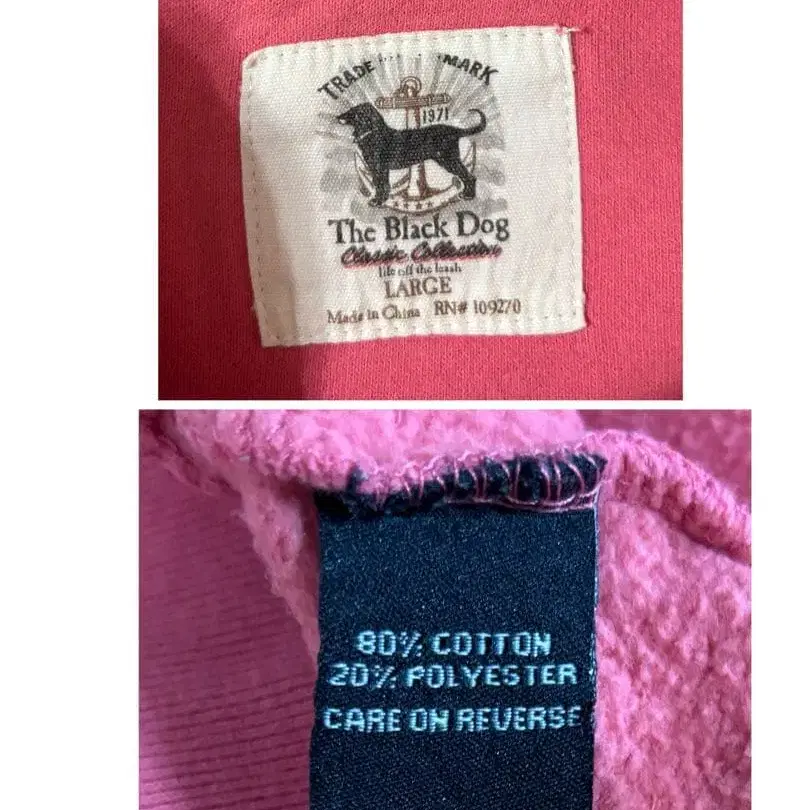 TRADE MARK
1971
The Black Dog
Classic Collection
life off the leash
LARGE
Made in China RN# 109270
80% COTTON
20% POLYESTER
CARE ON REVERSE